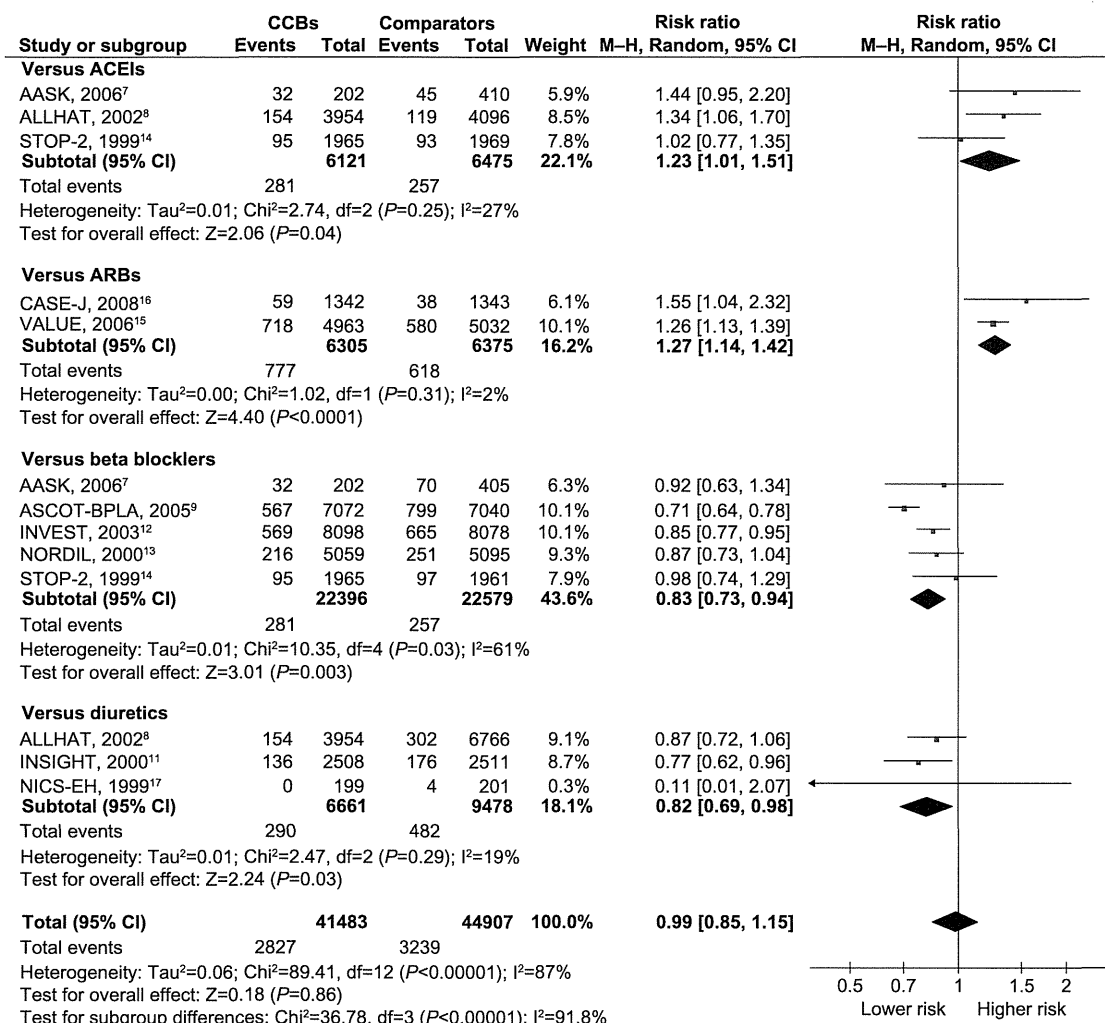 CCBs Comparators Risk ratio Risk ratio
Study or subgroup Events Total Events Total Weight M–H, Random, 95% CI M–H, Random, 95% CI
Versus ACEIs
AASK, 2006⁷ 32 202 45 410 5.9% 1.44 [0.95, 2.20]
ALLHAT, 2002⁸ 154 3954 119 4096 8.5% 1.34 [1.06, 1.70]
STOP-2, 1999¹⁴ 95 1965 93 1969 7.8% 1.02 [0.77, 1.35]
Subtotal (95% CI) 6121 6475 22.1% 1.23 [1.01, 1.51]
Total events 281 257
Heterogeneity: Tau²=0.01; Chi²=2.74, df=2 (P=0.25); I²=27%
Test for overall effect: Z=2.06 (P=0.04)
Versus ARBs
CASE-J, 2008¹⁶ 59 1342 38 1343 6.1% 1.55 [1.04, 2.32]
VALUE, 2006¹⁵ 718 4963 580 5032 10.1% 1.26 [1.13, 1.39]
Subtotal (95% CI) 6305 6375 16.2% 1.27 [1.14, 1.42]
Total events 777 618
Heterogeneity: Tau²=0.00; Chi²=1.02, df=1 (P=0.31); I²=2%
Test for overall effect: Z=4.40 (P<0.0001)
Versus beta blocklers
AASK, 2006⁷ 32 202 70 405 6.3% 0.92 [0.63, 1.34]
ASCOT-BPLA, 2005⁹ 567 7072 799 7040 10.1% 0.71 [0.64, 0.78]
INVEST, 2003¹² 569 8098 665 8078 10.1% 0.85 [0.77, 0.95]
NORDIL, 2000¹³ 216 5059 251 5095 9.3% 0.87 [0.73, 1.04]
STOP-2, 1999¹⁴ 95 1965 97 1961 7.9% 0.98 [0.74, 1.29]
Subtotal (95% CI) 22396 22579 43.6% 0.83 [0.73, 0.94]
Total events 281 257
Heterogeneity: Tau²=0.01; Chi²=10.35, df=4 (P=0.03); I²=61%
Test for overall effect: Z=3.01 (P=0.003)
Versus diuretics
ALLHAT, 2002⁸ 154 3954 302 6766 9.1% 0.87 [0.72, 1.06]
INSIGHT, 2000¹¹ 136 2508 176 2511 8.7% 0.77 [0.62, 0.96]
NICS-EH, 1999¹⁷ 0 199 4 201 0.3% 0.11 [0.01, 2.07]
Subtotal (95% CI) 6661 9478 18.1% 0.82 [0.69, 0.98]
Total events 290 482
Heterogeneity: Tau²=0.01; Chi²=2.47, df=2 (P=0.29); I²=19%
Test for overall effect: Z=2.24 (P=0.03)
Total (95% CI) 41483 44907 100.0% 0.99 [0.85, 1.15]
Total events 2827 3239
Heterogeneity: Tau²=0.06; Chi²=89.41, df=12 (P<0.00001); I²=87%
Test for overall effect: Z=0.18 (P=0.86)
Test for subgroup differences: Chi²=36.78, df=3 (P<0.00001); I²=91.8%
0.5 0.7 1 1.5 2
Lower risk Higher risk